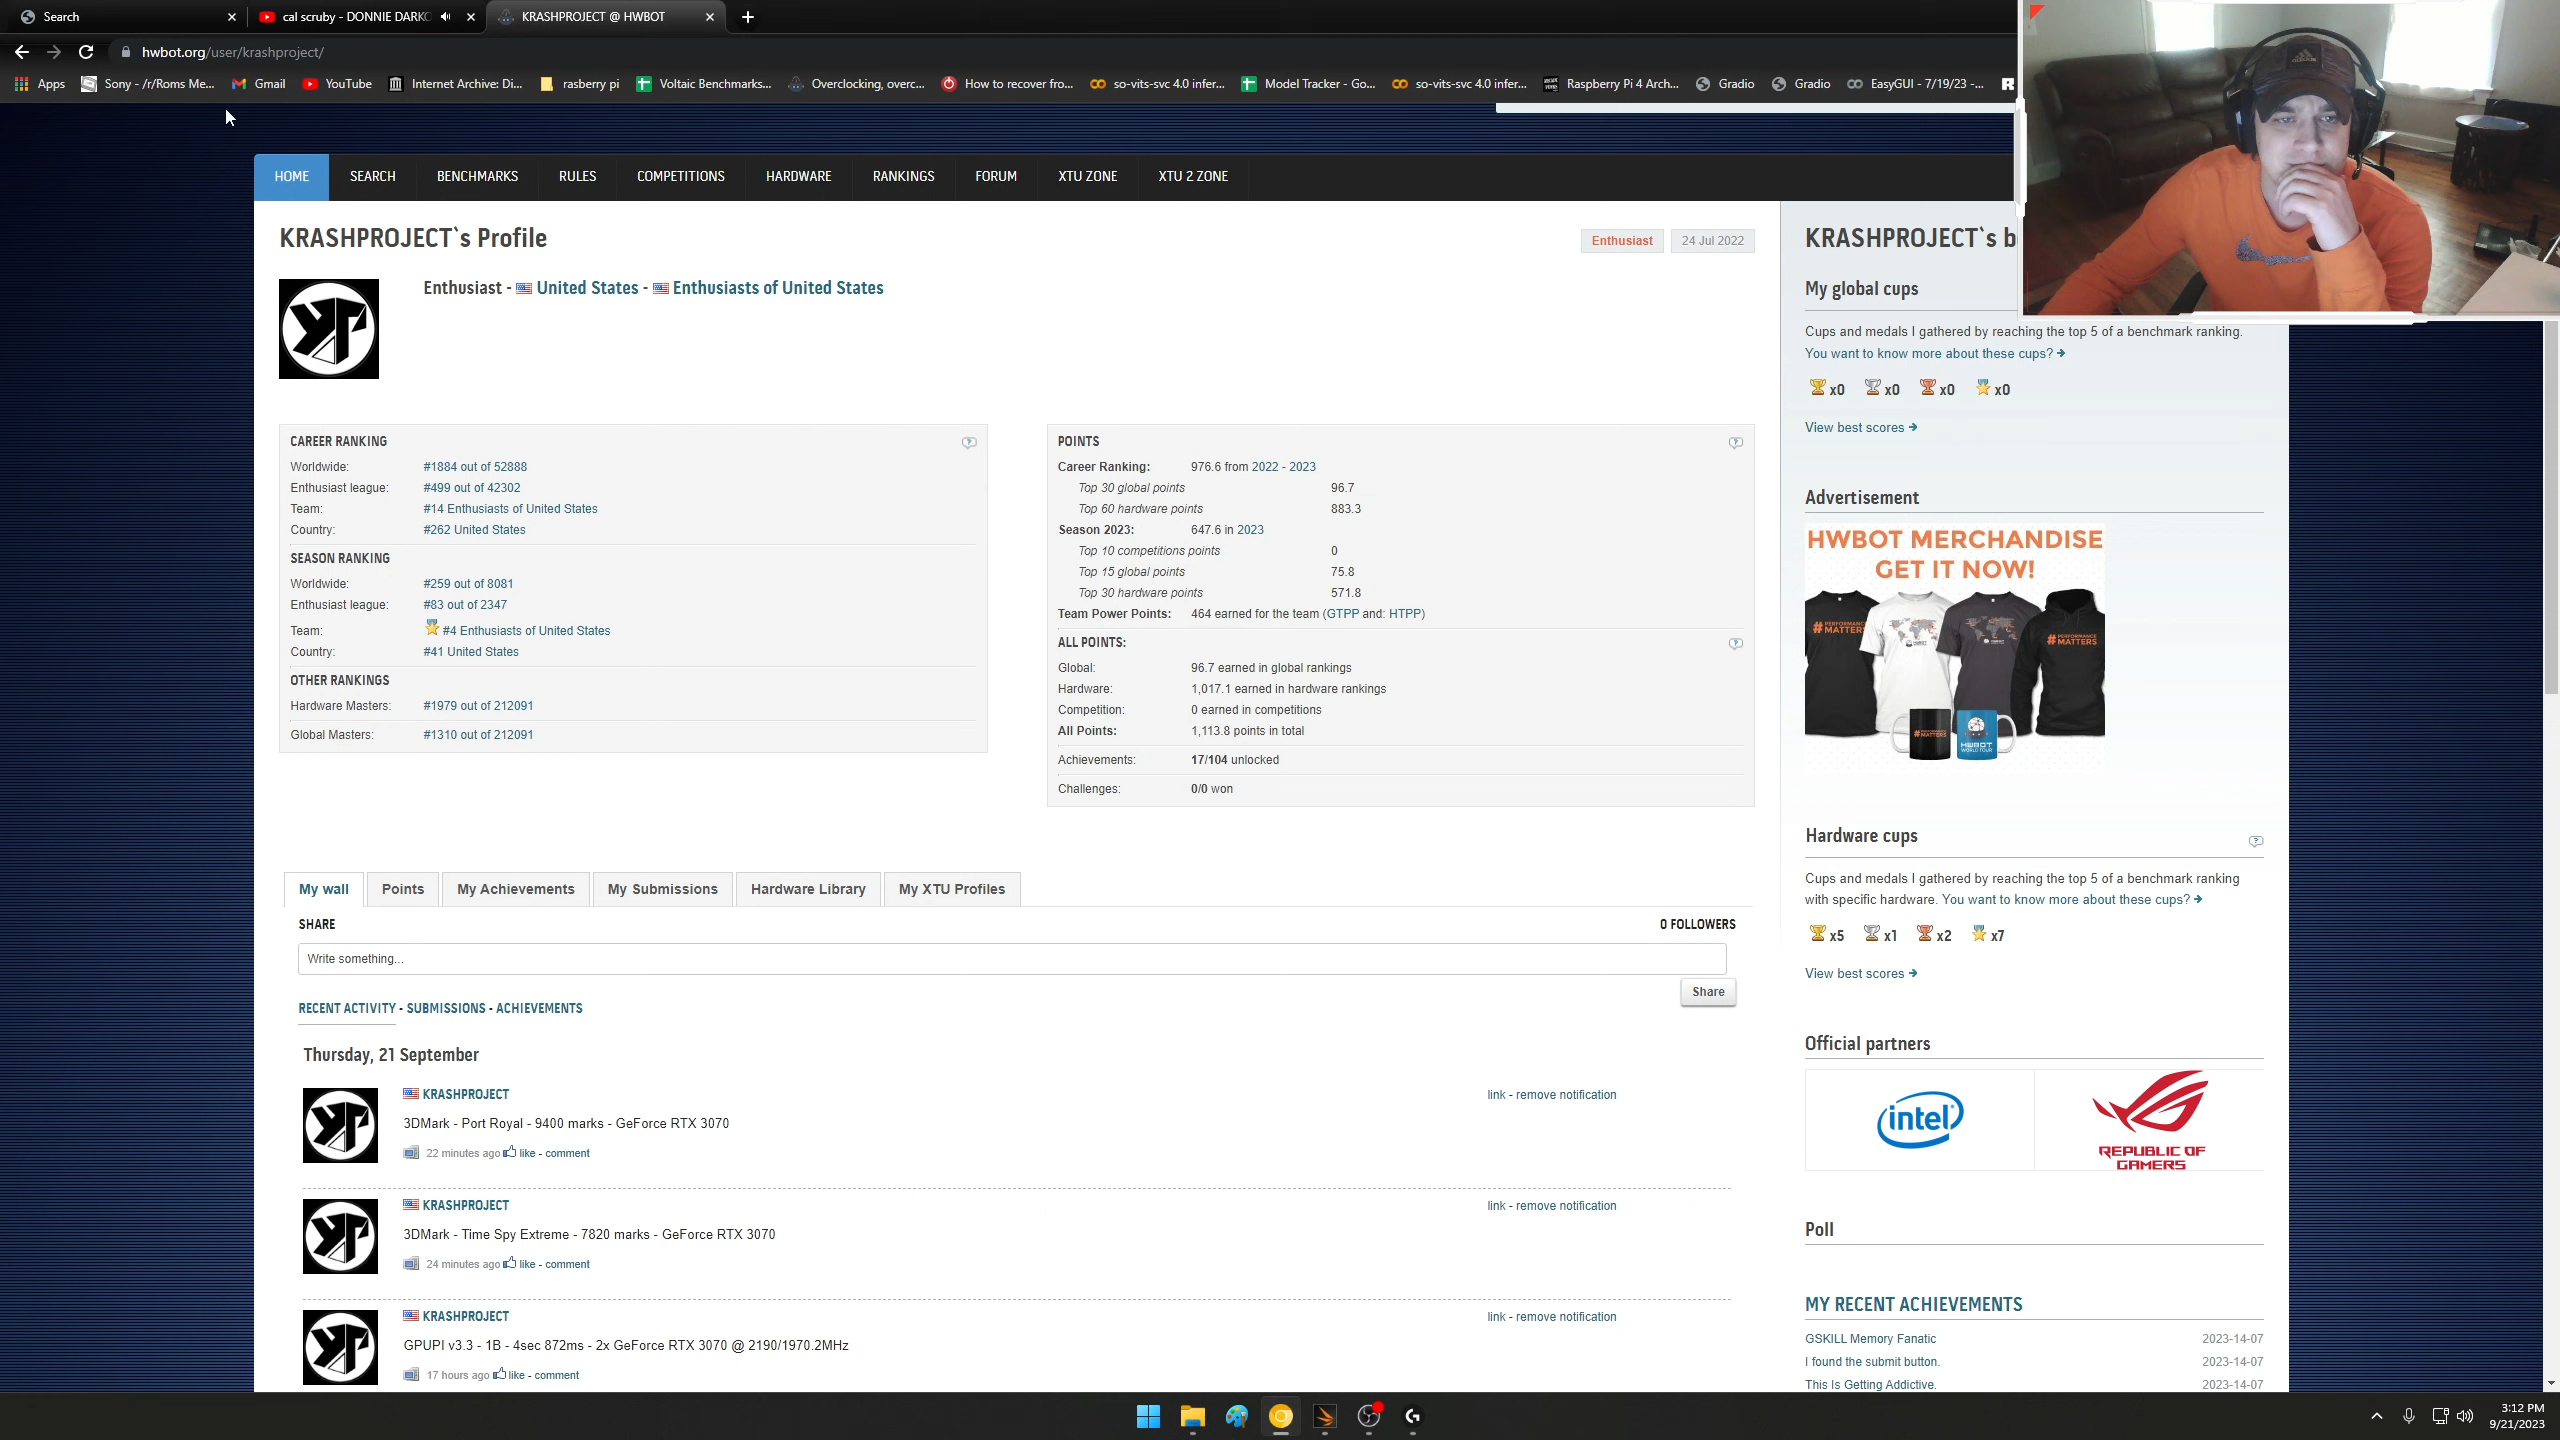 Search
cal scruby - DONNIE DARKO
KRASHPROJECT @ HWBOT
hwbot.org/user/krashproject/
Apps
Sony - /r/Roms Me...
Gmail
YouTube
Internet Archive: Di...
rasberry pi
Voltaic Benchmarks...
Overclocking, overc...
How to recover fro...
so-vits-svc 4.0 infer...
Model Tracker - Go...
so-vits-svc 4.0 infer...
Raspberry Pi 4 Arch...
Gradio
Gradio
EasyGUI - 7/19/23 -...
HOME
SEARCH
BENCHMARKS
RULES
COMPETITIONS
HARDWARE
RANKINGS
FORUM
XTU ZONE
XTU 2 ZONE
KRASHPROJECT`s Profile
Enthusiast
24 Jul 2022
Enthusiast - United States - Enthusiasts of United States
CAREER RANKING
Worldwide: #1884 out of 52888
Enthusiast league: #499 out of 42302
Team: #14 Enthusiasts of United States
Country: #262 United States
SEASON RANKING
Worldwide: #259 out of 8081
Enthusiast league: #83 out of 2347
Team: #4 Enthusiasts of United States
Country: #41 United States
OTHER RANKINGS
Hardware Masters: #1979 out of 212091
Global Masters: #1310 out of 212091
POINTS
Career Ranking: 976.6 from 2022 - 2023
Top 30 global points 96.7
Top 60 hardware points 883.3
Season 2023: 647.6 in 2023
Top 10 competitions points 0
Top 15 global points 75.8
Top 30 hardware points 571.8
Team Power Points: 464 earned for the team (GTPP and: HTPP)
ALL POINTS:
Global: 96.7 earned in global rankings
Hardware: 1,017.1 earned in hardware rankings
Competition: 0 earned in competitions
All Points: 1,113.8 points in total
Achievements: 17/104 unlocked
Challenges: 0/0 won
My wall
Points
My Achievements
My Submissions
Hardware Library
My XTU Profiles
SHARE
0 FOLLOWERS
Write something...
Share
RECENT ACTIVITY - SUBMISSIONS - ACHIEVEMENTS
Thursday, 21 September
KRASHPROJECT
link - remove notification
3DMark - Port Royal - 9400 marks - GeForce RTX 3070
22 minutes ago like - comment
KRASHPROJECT
link - remove notification
3DMark - Time Spy Extreme - 7820 marks - GeForce RTX 3070
24 minutes ago like - comment
KRASHPROJECT
link - remove notification
GPUPI v3.3 - 1B - 4sec 872ms - 2x GeForce RTX 3070 @ 2190/1970.2MHz
17 hours ago like - comment
KRASHPROJECT`s b
My global cups
Cups and medals I gathered by reaching the top 5 of a benchmark ranking.
You want to know more about these cups?
x0 x0 x0 x0
View best scores
Advertisement
HWBOT MERCHANDISE
GET IT NOW!
#PERFORMANCE
MATTERS
#PERFORMANCE
MATTERS
HWBOT
WORLD TOUR
Hardware cups
Cups and medals I gathered by reaching the top 5 of a benchmark ranking
with specific hardware. You want to know more about these cups?
x5 x1 x2 x7
View best scores
Official partners
intel
REPUBLIC OF
GAMERS
Poll
MY RECENT ACHIEVEMENTS
GSKILL Memory Fanatic 2023-14-07
I found the submit button. 2023-14-07
This Is Getting Addictive. 2023-14-07
3:12 PM
9/21/2023